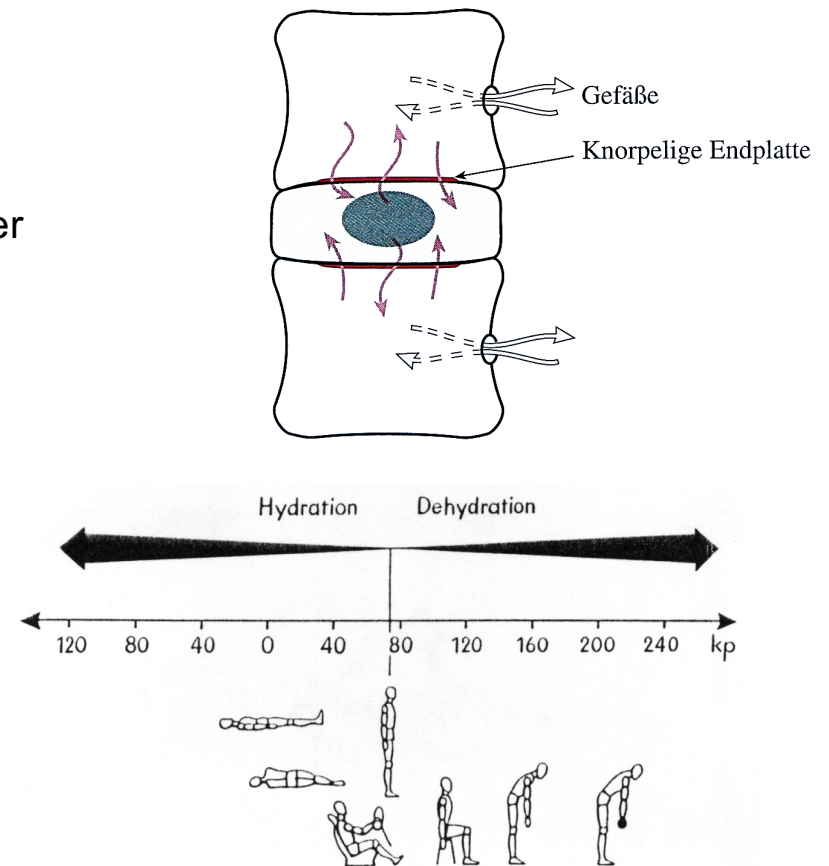 Gefäße
Knorpelige Endplatte
er
Hydration Dehydration
120 80 40 0 40 80 120 160 200 240 kp